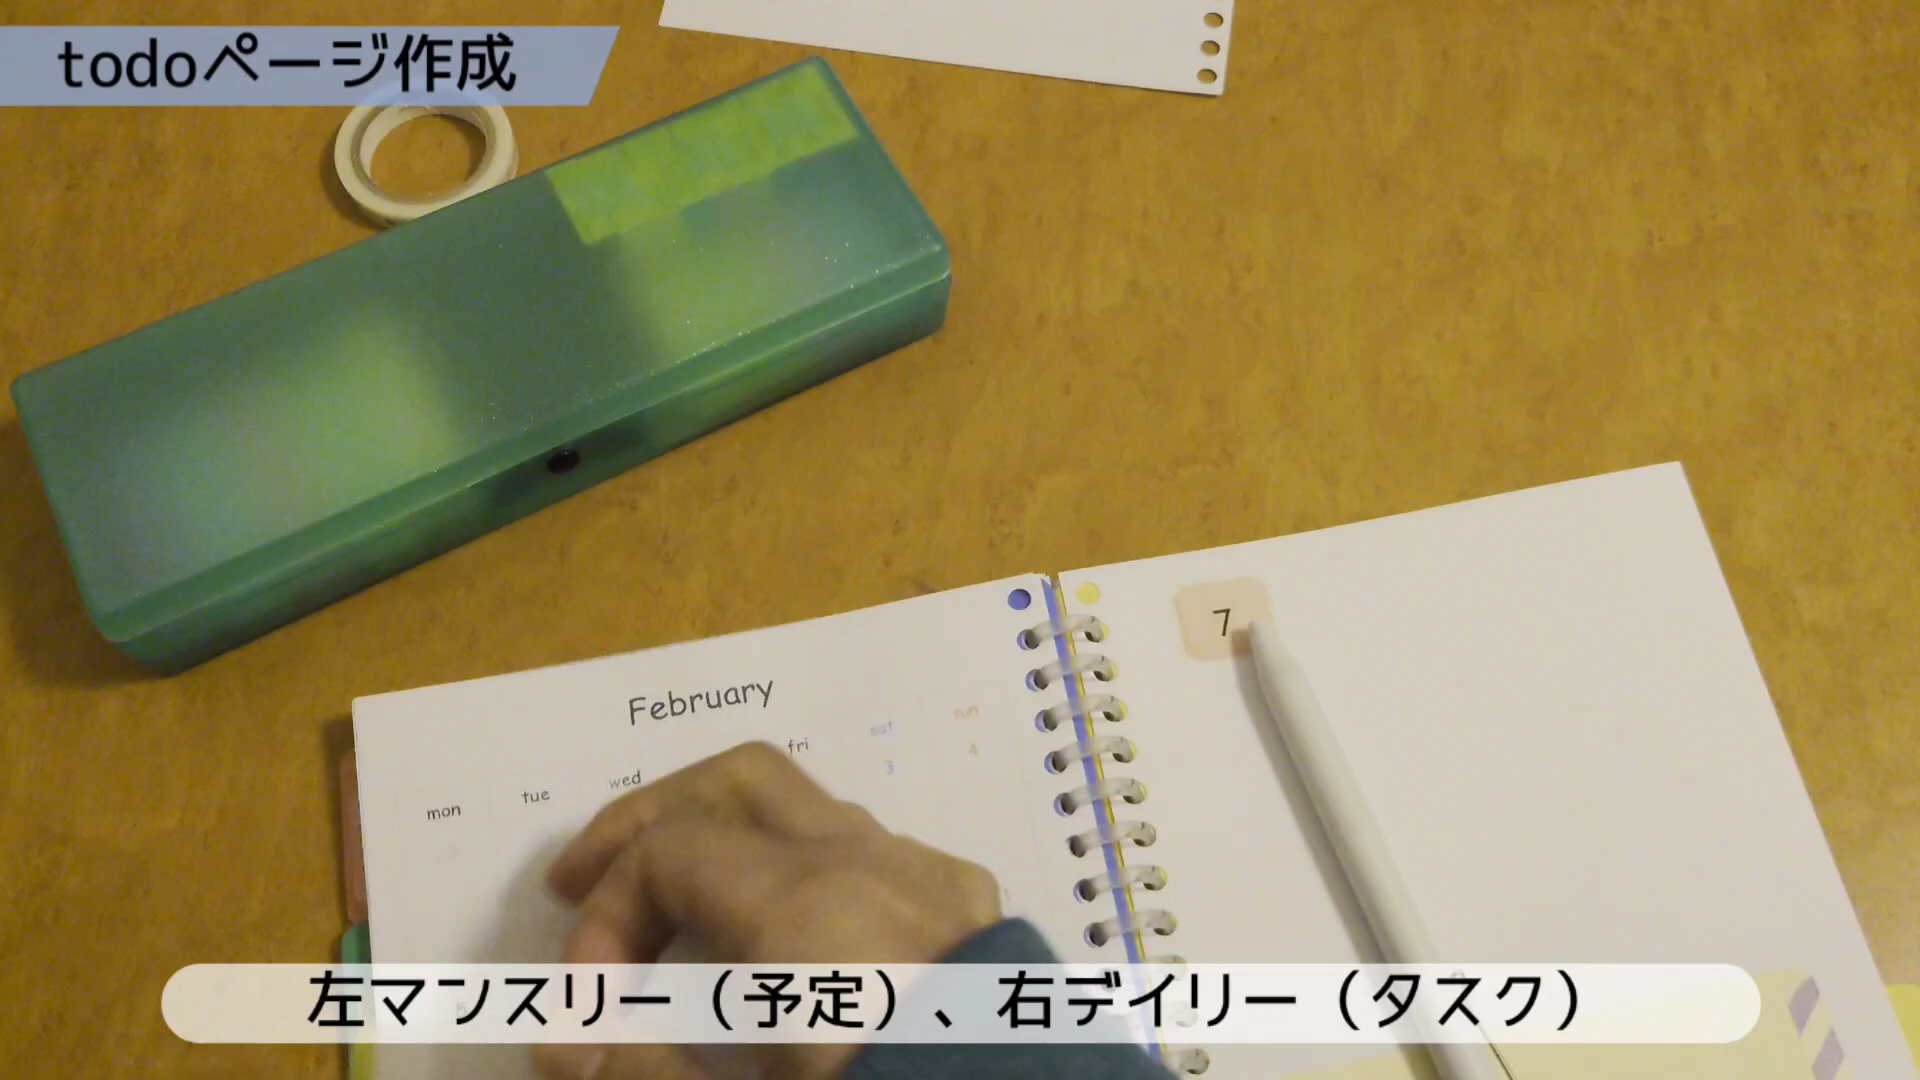 todoページ作成
7
February
mon tue wed fri sat sun
3 4
左マンスリー（予定）、右デイリー（タスク）